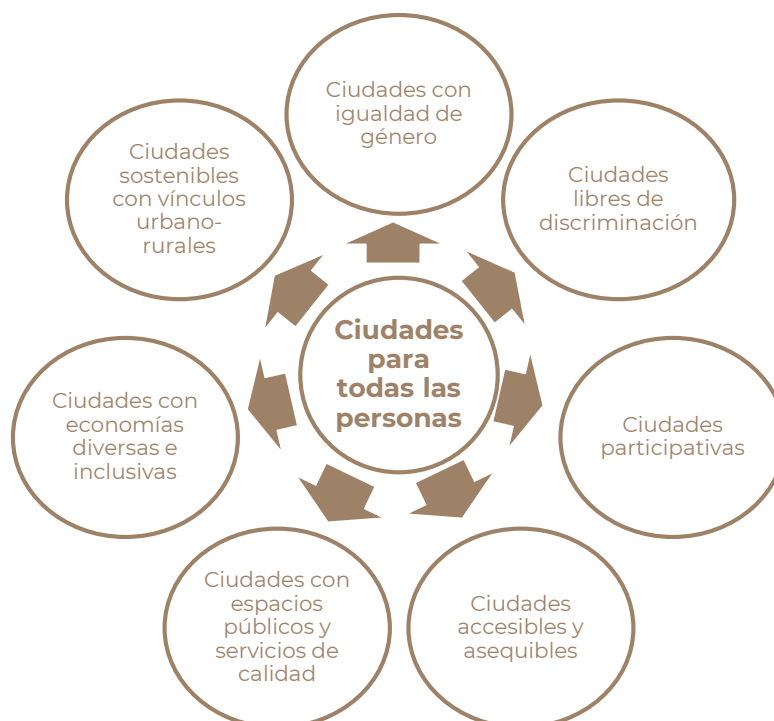 Ciudades con
igualdad de
género
Ciudades
libres de
discriminación
Ciudades
participativas
Ciudades
accesibles y
asequibles
Ciudades con
espacios
públicos y
servicios de
calidad
Ciudades con
economías
diversas e
inclusivas
Ciudades
sostenibles
con vínculos
urbano-
rurales
Ciudades
para
todas las
personas